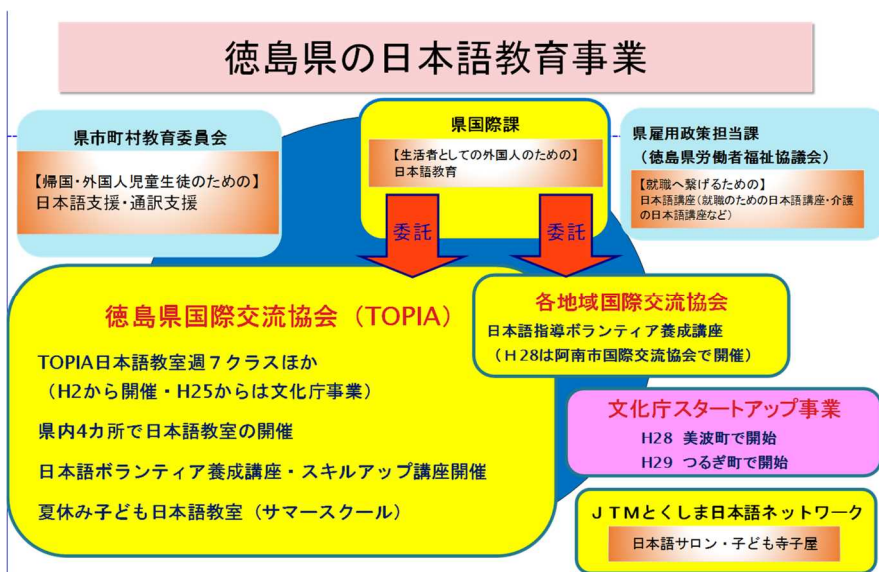 徳島県の日本語教育事業
県市町村教育委員会
【帰国・外国人児童生徒のための】
日本語支援・通訳支援
県国際課
【生活者としての外国人のための】
日本語教育
県雇用政策担当課
（徳島県労働者福祉協議会）
【就職へ繋げるための】
日本語講座（就職のための日本語講座・介護
の日本語講座など）
委託
委託
徳島県国際交流協会（TOPIA）
TOPIA日本語教室週７クラスほか
（H2から開催・H25からは文化庁事業）
県内4カ所で日本語教室の開催
日本語ボランティア養成講座・スキルアップ講座開催
夏休み子ども日本語教室（サマースクール）
各地域国際交流協会
日本語指導ボランティア養成講座
（Ｈ28は阿南市国際交流協会で開催）
文化庁スタートアップ事業
H28 美波町で開始
H29 つるぎ町で開始
ＪＴＭとくしま日本語ネットワーク
日本語サロン・子ども寺子屋